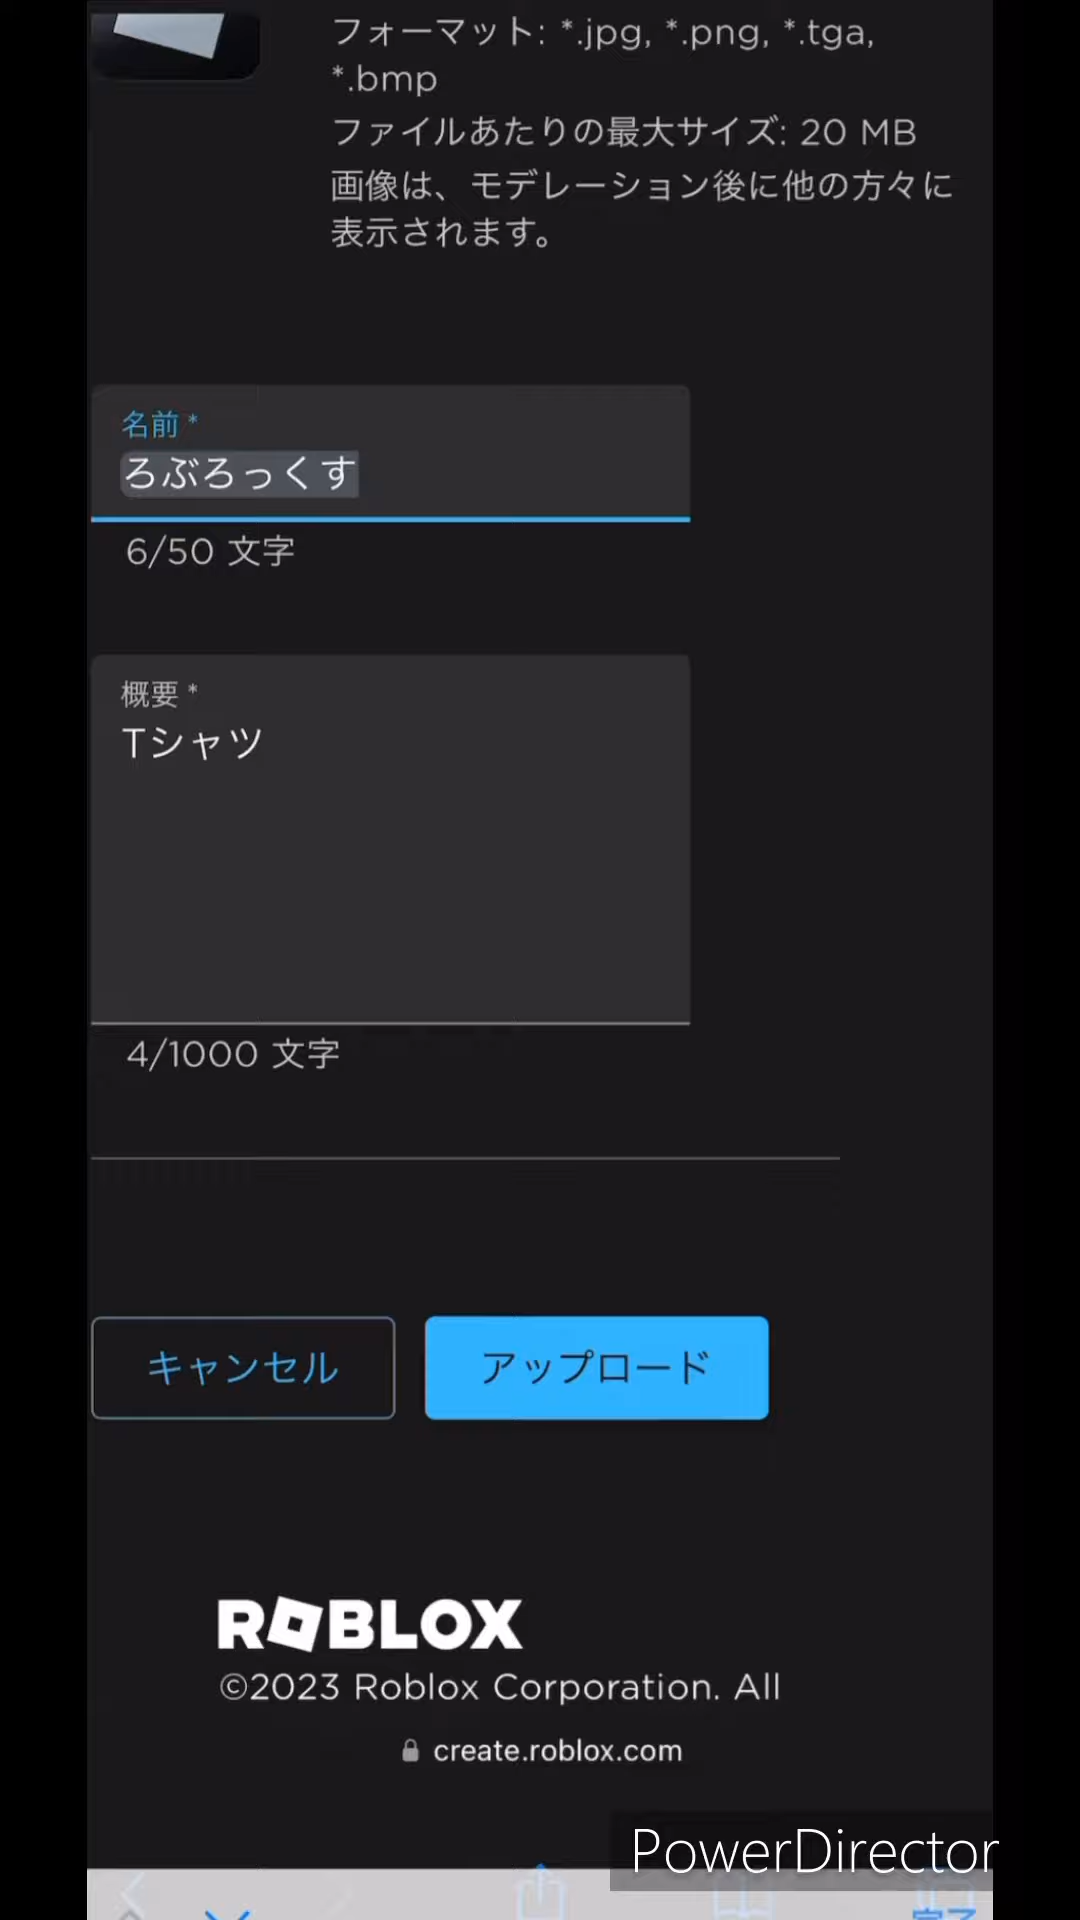 フォーマット: *.jpg, *.png, *.tga,
*.bmp
ファイルあたりの最大サイズ: 20 MB
画像は、モデレーション後に他の方々に
表示されます。
名前 *
ろぶろっくす
6/50 文字
概要 *
Tシャツ
4/1000 文字
キャンセル
アップロード
ROBLOX
©2023 Roblox Corporation. All
create.roblox.com
PowerDirector
完了